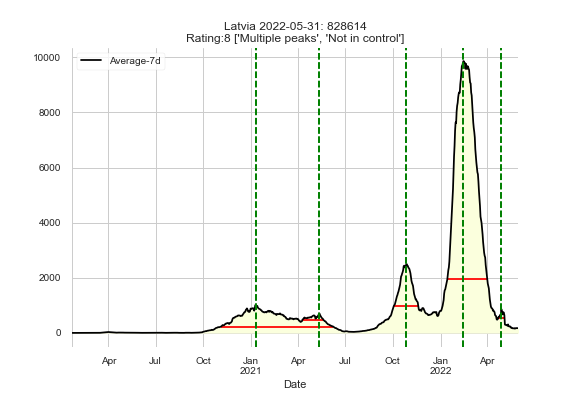 Latvia 2022-05-31: 828614
Rating:8 ['Multiple peaks', 'Not in control']
Average-7d
10000
8000
6000
4000
2000
0
Apr Jul Oct Jan Apr Jul Oct Jan Apr
2021 2022
Date